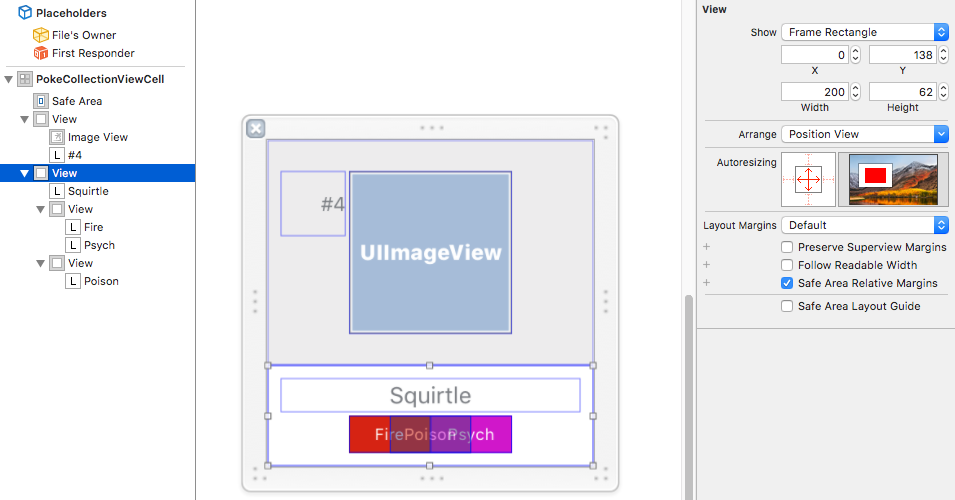 Placeholders
File's Owner
First Responder
PokeCollectionViewCell
Safe Area
View
Image View
L #4
View
L Squirtle
View
L Fire
L Psych
View
L Poison
#4
UIImageView
Squirtle
FirePoisonPsych
View
Show Frame Rectangle
0 138
X Y
200 62
Width Height
Arrange Position View
Autoresizing
Layout Margins Default
+ Preserve Superview Margins
+ Follow Readable Width
+ Safe Area Relative Margins
Safe Area Layout Guide